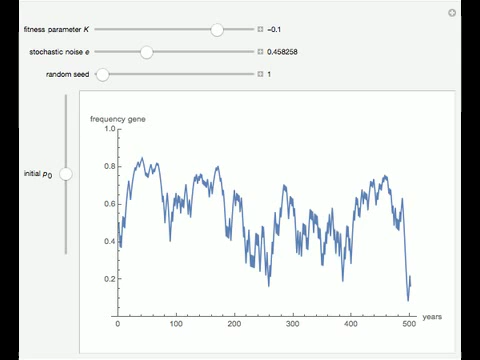 fitness parameter K −0.1
stochastic noise e 0.458258
random seed 1
initial p0
frequency gene
1.0
0.8
0.6
0.4
0.2
0 100 200 300 400 500
years